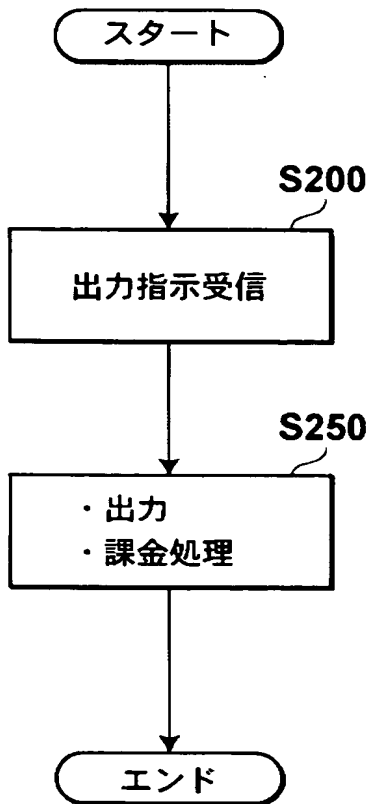 スタート
S200
出力指示受信
S250
・出力
・課金処理
エンド